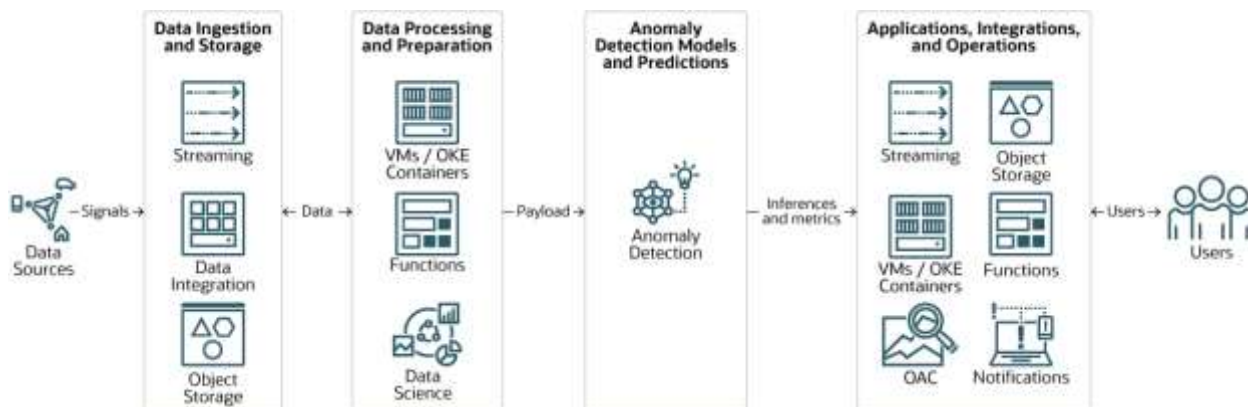 Data Ingestion
and Storage
Data Processing
and Preparation
Anomaly
Detection Models
and Predictions
Applications, Integrations,
and Operations
Streaming
VMs / OKE
Containers
Streaming
Object
Storage
Data
Sources
Signals
Data
Integration
Data
Functions
Payload
Anomaly
Detection
Inferences
and metrics
VMs / OKE
Containers
Functions
Users
Users
Object
Storage
Data
Science
OAC
Notifications